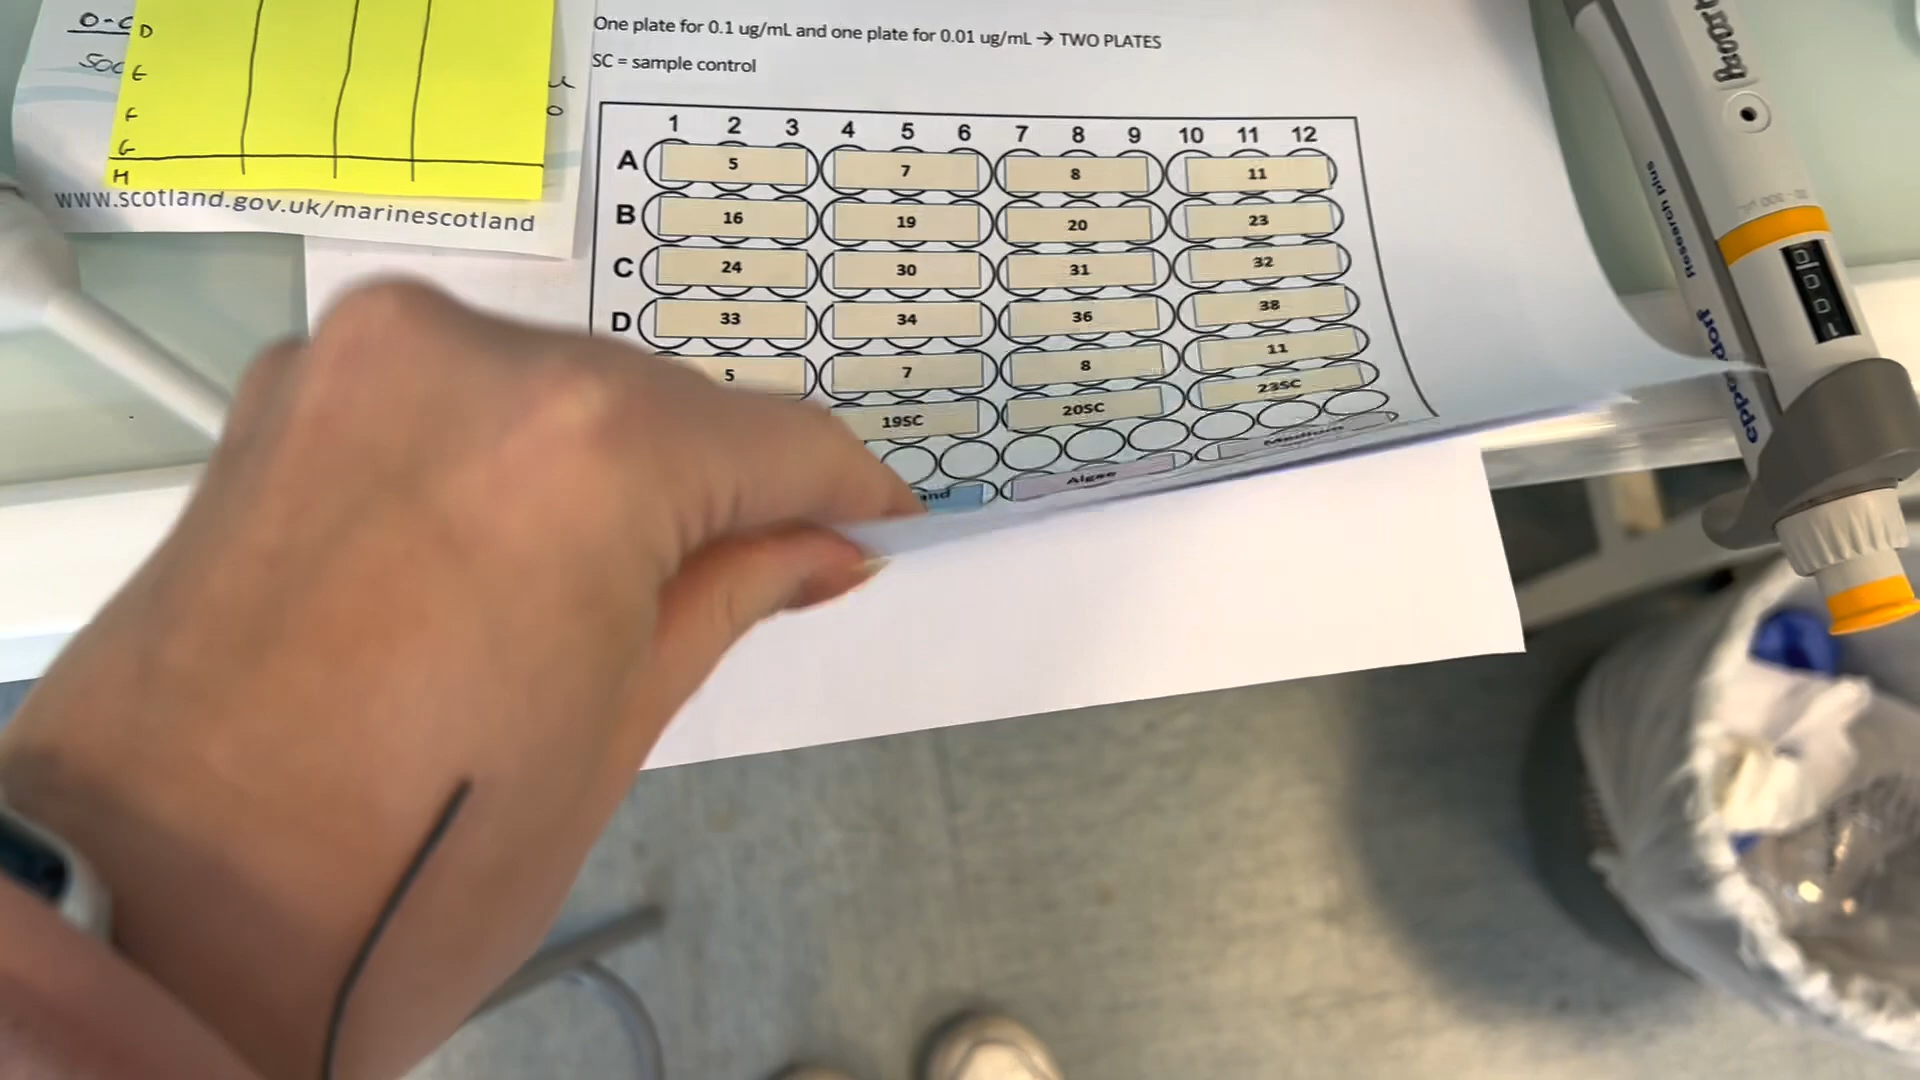 O-C
SOC
D
E
F
G
H
www.scotland.gov.uk/marinescotland
One plate for 0.1 ug/mL and one plate for 0.01 ug/mL → TWO PLATES
SC = sample control
1 2 3 4 5 6 7 8 9 10 11 12
A 5 7 8 11
B 16 19 20 23
C 24 30 31 32
D 33 34 36 38
5 7 8 11
19SC 20SC 23SC
Algae Medium
Research plus
eppendorf